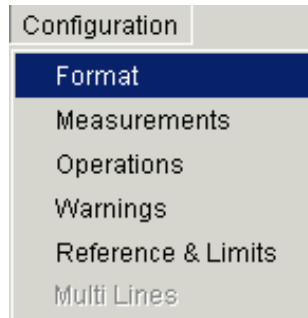 Configuration
Format
Measurements
Operations
Warnings
Reference & Limits
Multi Lines